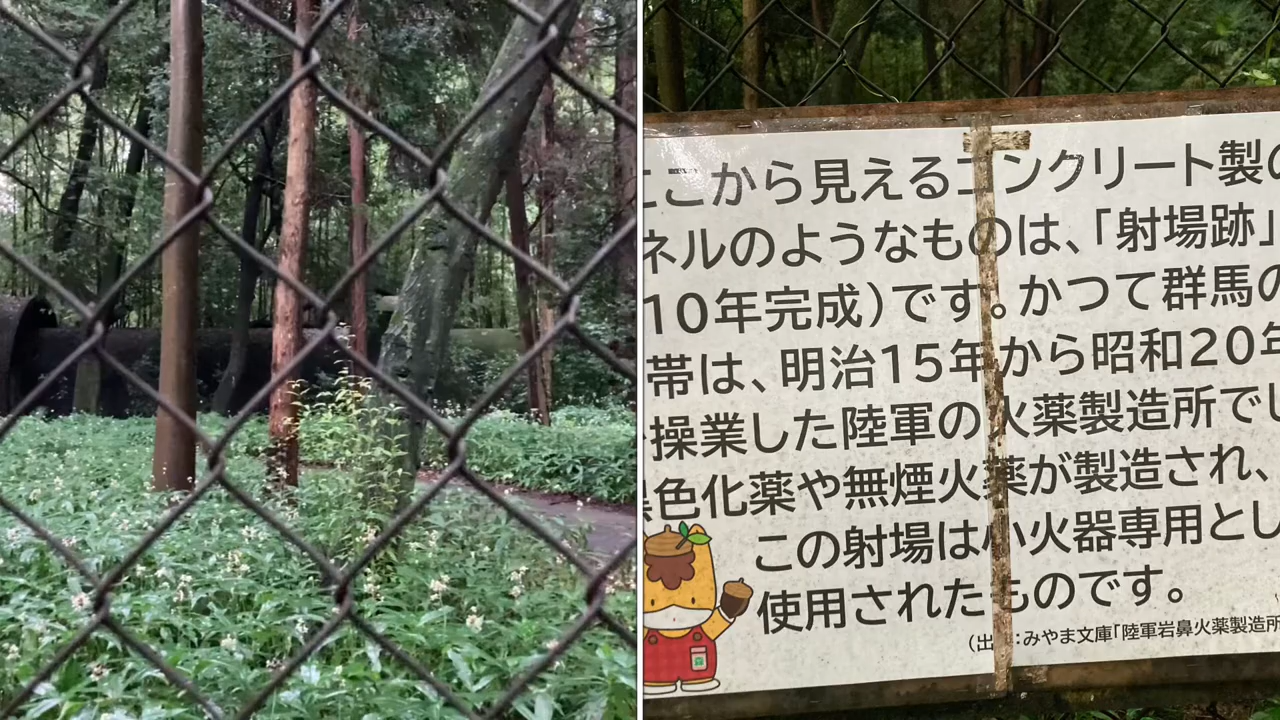 ここから見えるコンクリート製の
ネルのようなものは、「射場跡」
10年完成)です。かつて群馬の
帯は、明治15年から昭和20年
操業した陸軍の火薬製造所でし
黒色化薬や無煙火薬が製造され、
この射場は小火器専用とし
使用されたものです。
(出 :みやま文庫「陸軍岩鼻火薬製造所